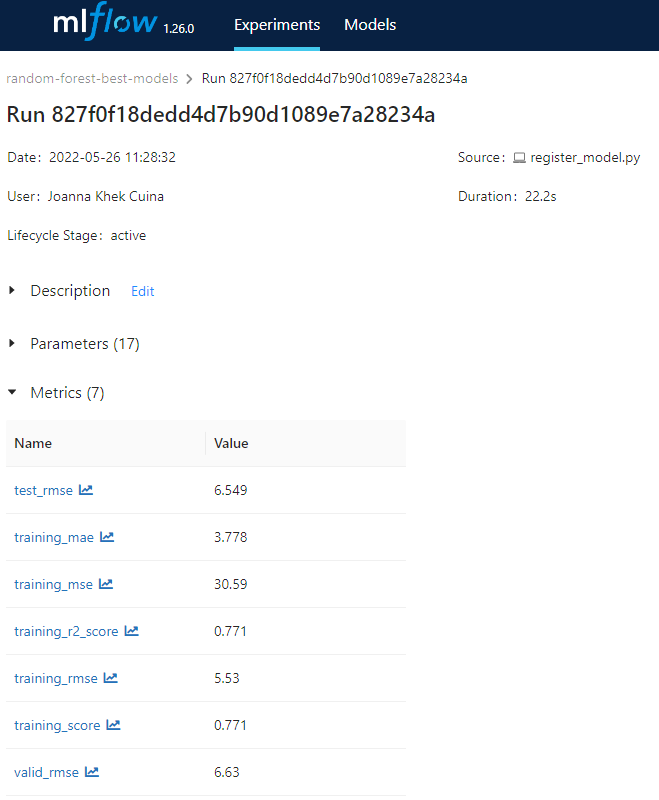 mlflow 1.26.0 Experiments Models
random-forest-best-models > Run 827f0f18dedd4d7b90d1089e7a28234a
Run 827f0f18dedd4d7b90d1089e7a28234a
Date: 2022-05-26 11:28:32 Source: register_model.py
User: Joanna Khek Cuina Duration: 22.2s
Lifecycle Stage: active
Description Edit
Parameters (17)
Metrics (7)
Name Value
test_rmse 6.549
training_mae 3.778
training_mse 30.59
training_r2_score 0.771
training_rmse 5.53
training_score 0.771
valid_rmse 6.63